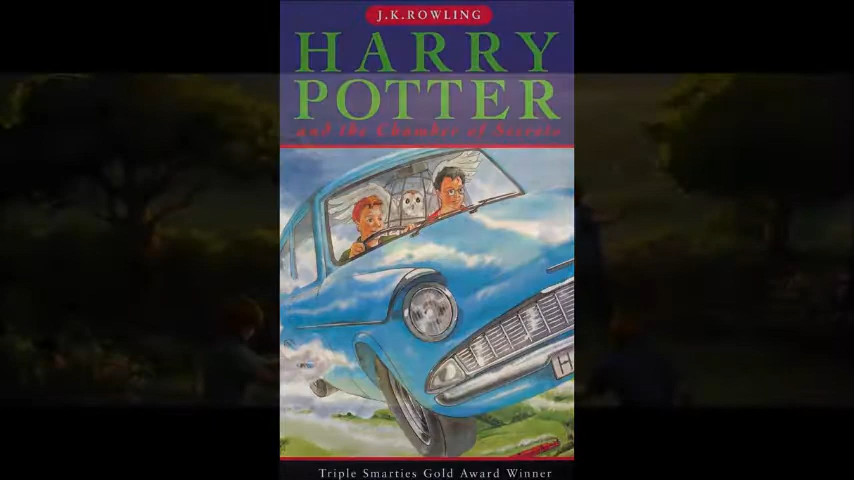 J.K.ROWLING
HARRY
POTTER
and the Chamber of Secrets
H
Triple Smarties Gold Award Winner